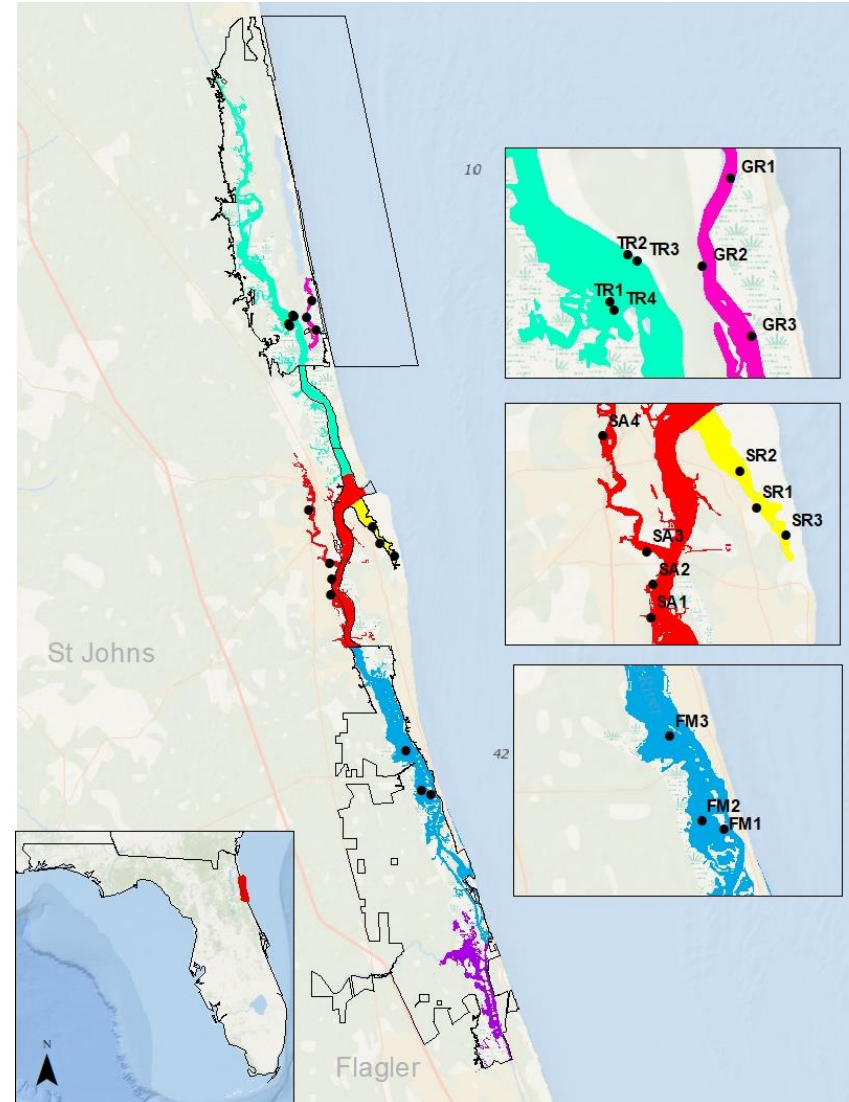 10
GR1
TR2
TR3
GR2
TR1
TR4
GR3
SA4
SR2
SR1
SR3
SA3
SA2
SA1
St Johns
River
FM3
42
FM2
FM1
N
Flagler